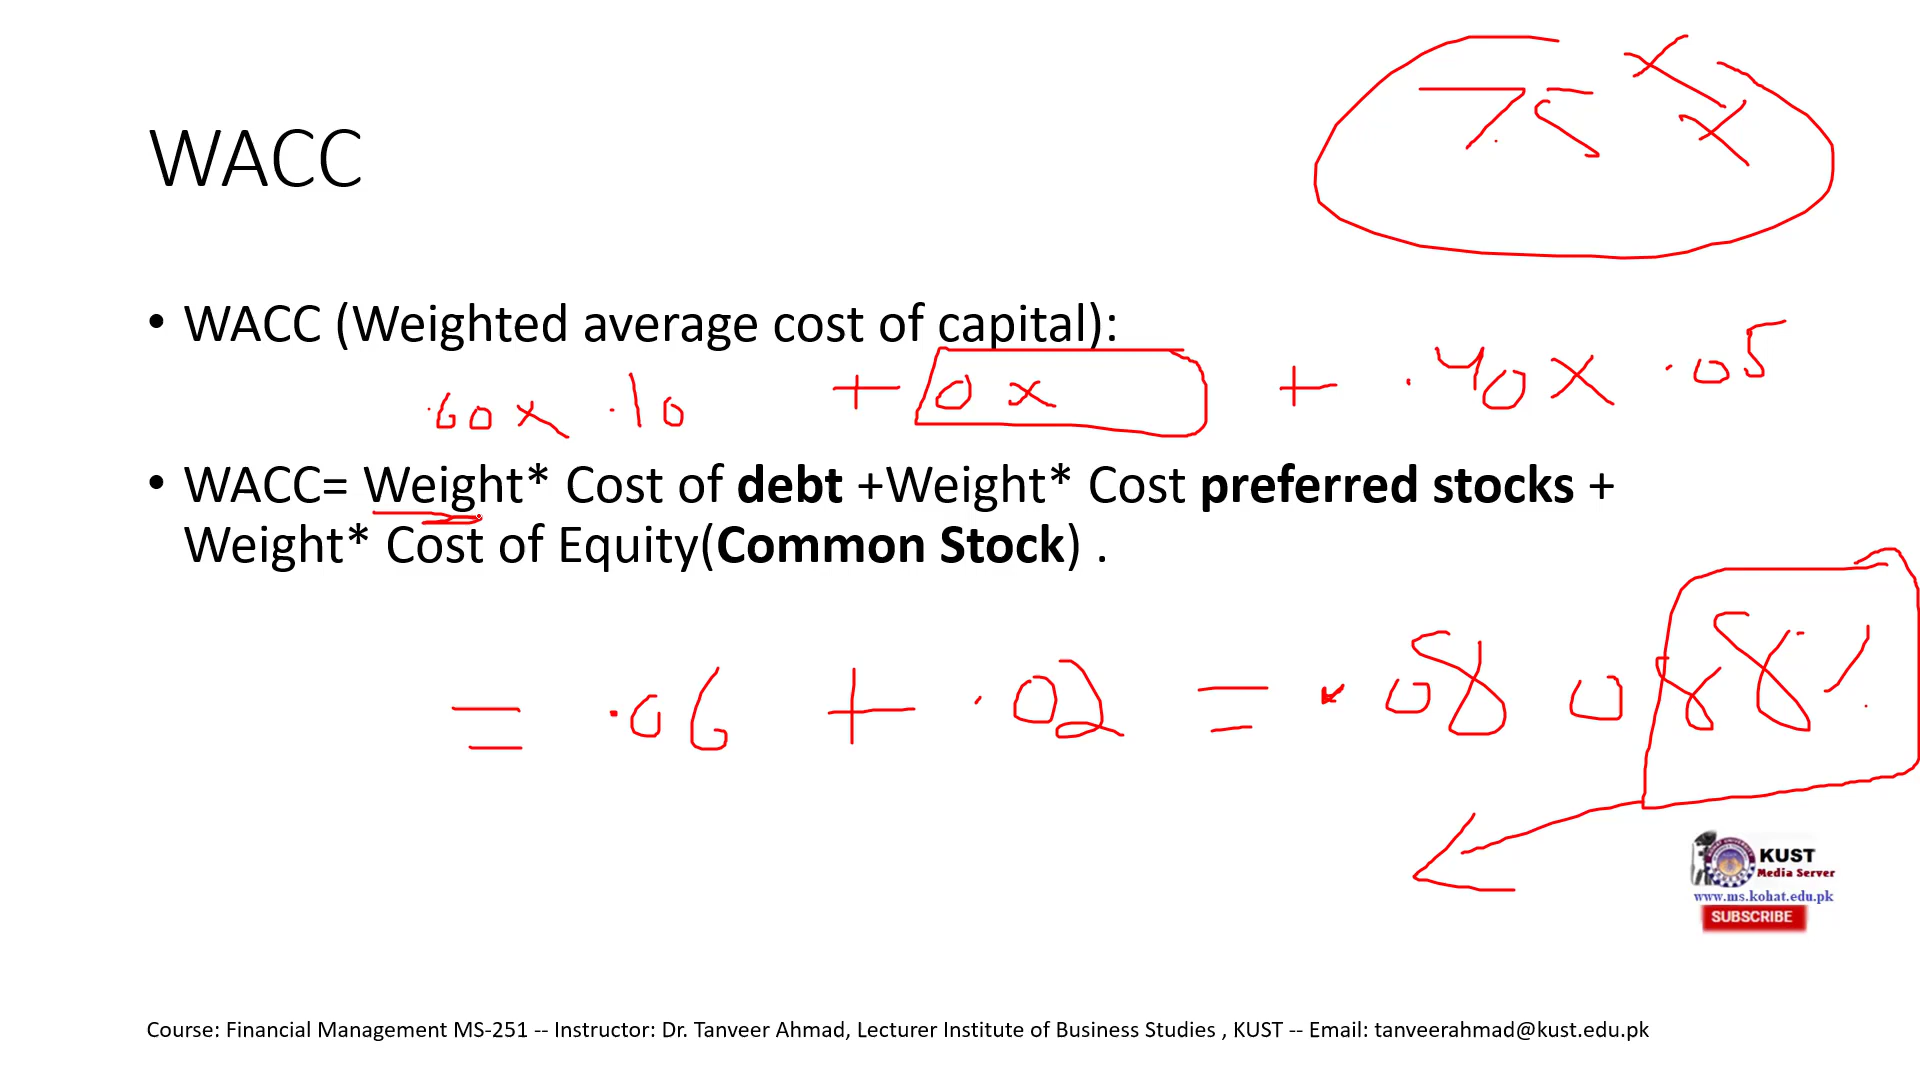 75
WACC
• WACC (Weighted average cost of capital):
.60 x .10 + 0 x + .40 x .05
• WACC= Weight* Cost of debt +Weight* Cost preferred stocks +
Weight* Cost of Equity(Common Stock) .
= .06 + .02 = .08 8
KUST
Media Server
www.ms.kohat.edu.pk
SUBSCRIBE
Course: Financial Management MS-251 -- Instructor: Dr. Tanveer Ahmad, Lecturer Institute of Business Studies , KUST -- Email: tanveerahmad@kust.edu.pk